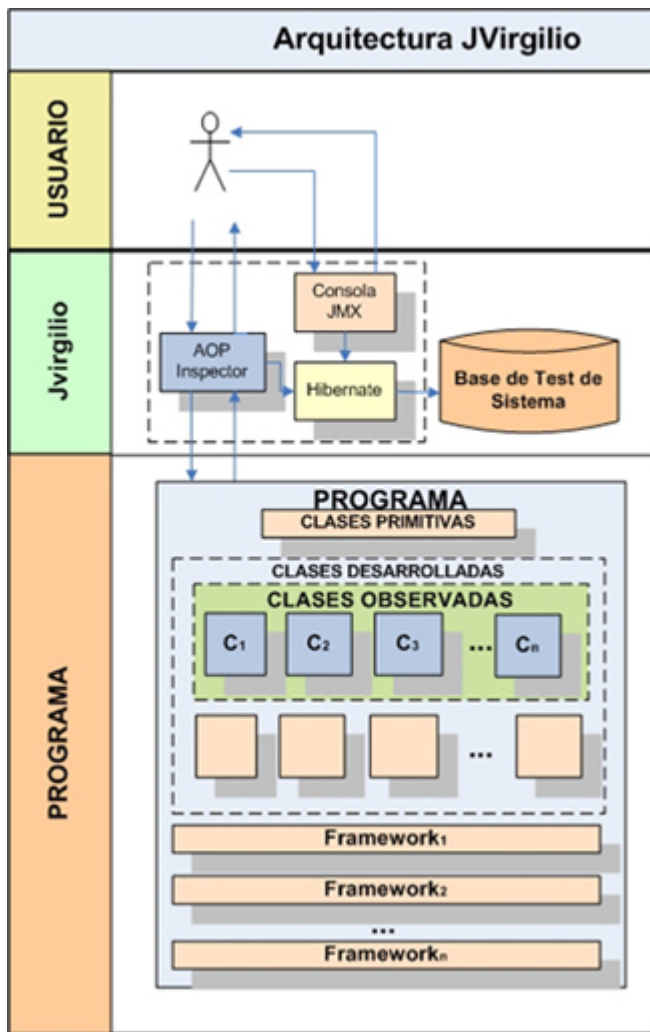 Arquitectura JVirgilio
USUARIO
Jvirgilio
Consola
JMX
AOP
Inspector
Hibernate
Base de Test de
Sistema
PROGRAMA
PROGRAMA
CLASES PRIMITIVAS
CLASES DESARROLLADAS
CLASES OBSERVADAS
C₁ C₂ C₃ ... Cₙ
...
Framework₁
Framework₂
...
Frameworkₙ